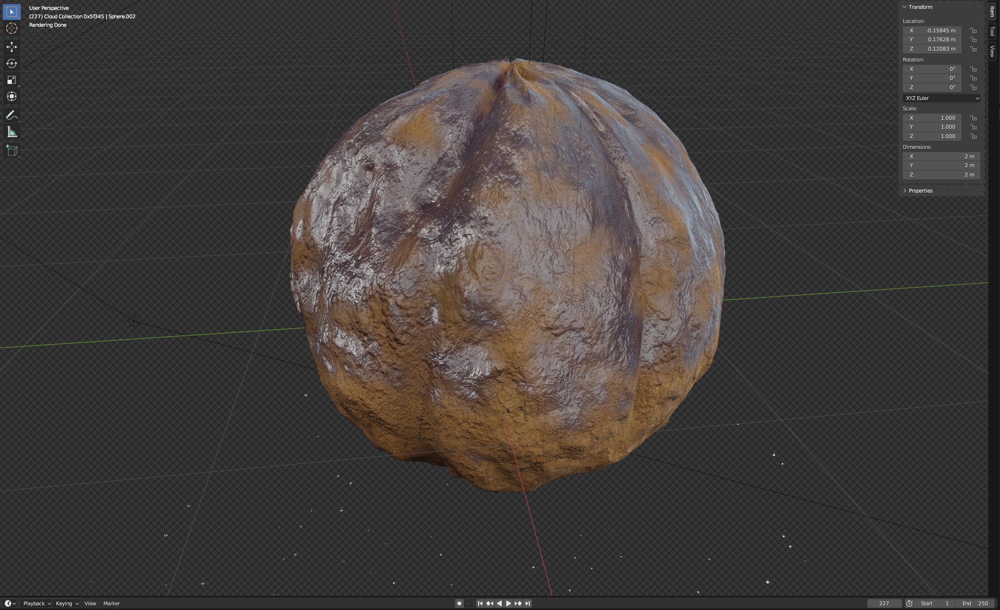 User Perspective
(227) Cloud Collection 0x5f345 | Sphere.002
Rendering Done
Transform
Location:
X -0.15845 m
Y 0.17628 m
Z 0.12083 m
Rotation:
X 0°
Y 0°
Z 0°
XYZ Euler
Scale:
X 1.000
Y 1.000
Z 1.000
Dimensions:
X 2 m
Y 2 m
Z 2 m
Properties
Item
Tool
View
Playback Keying View Marker
227 Start 1 End 250